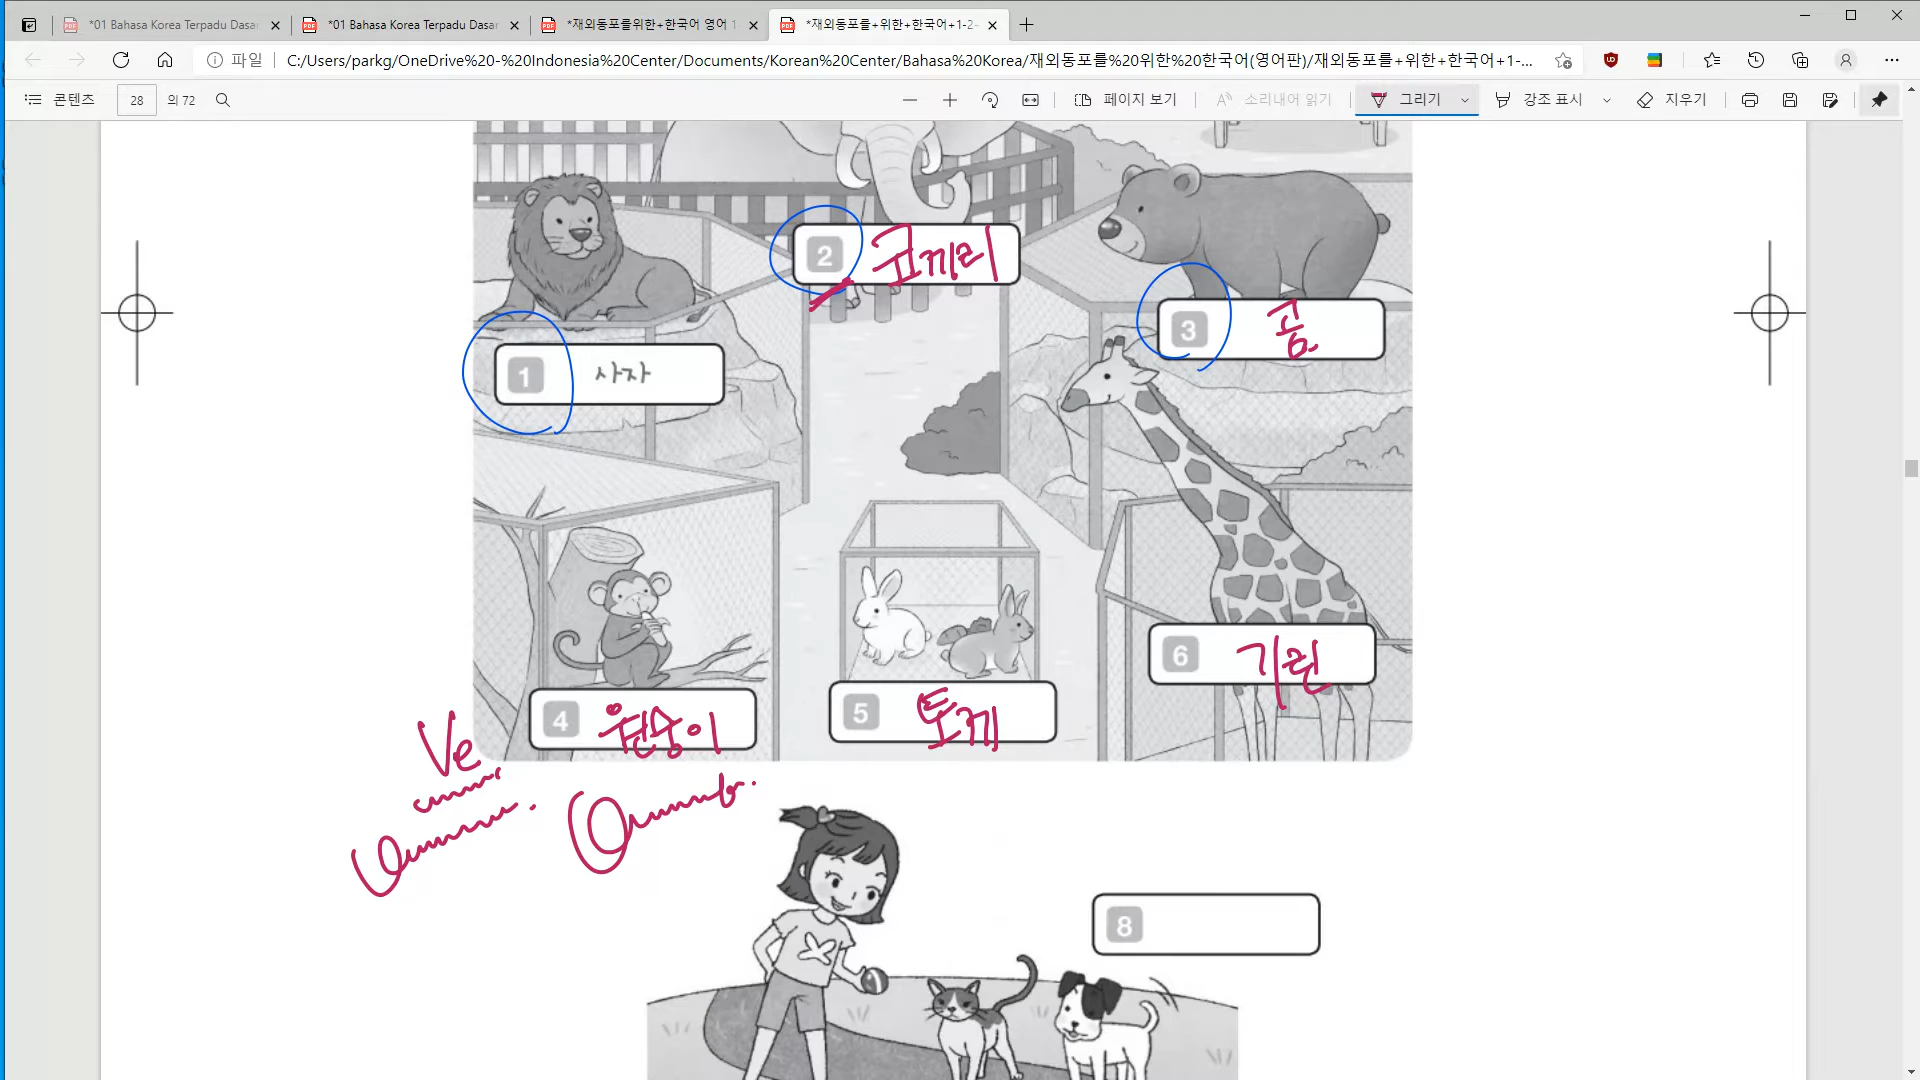 *01 Bahasa Korea Terpadu Dasar
*01 Bahasa Korea Terpadu Dasar
*재외동포를위한+한국어 영어 1
*재외동포를+위한+한국어+1-2-
파일 C:/Users/parkg/OneDrive%20-%20Indonesia%20Center/Documents/Korean%20Center/Bahasa%20Korea/재외동포를%20위한%20한국어(영어판)/재외동포를+위한+한국어+1-...
콘텐츠 28 의 72 페이지 보기 소리내어 읽기 그리기 강조 표시 지우기
2 코끼리
3 곰
1 사자
6 기린
4 원숭이
5 토끼
Ve
8